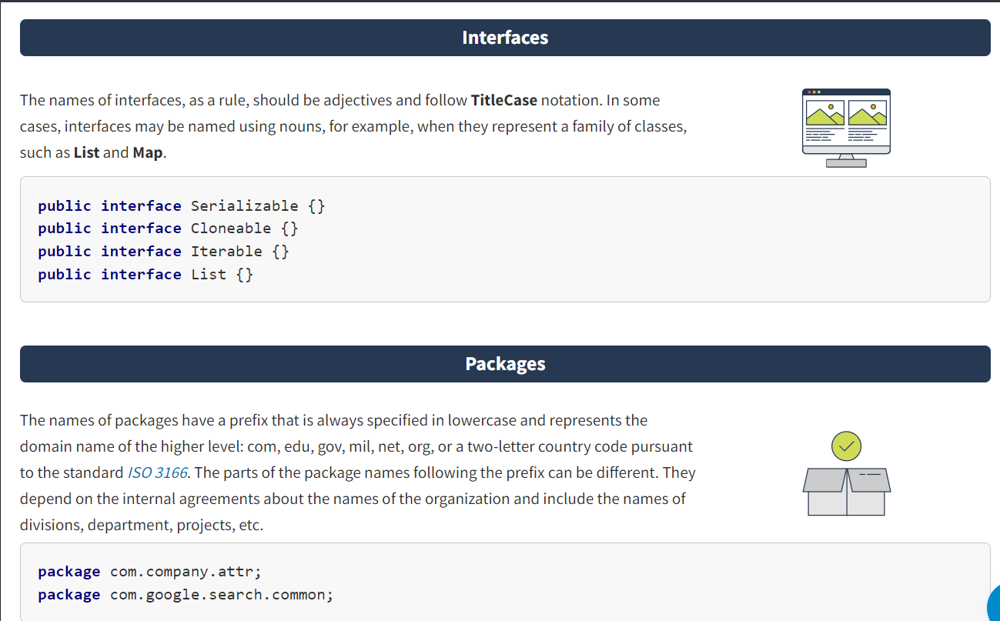 Interfaces
The names of interfaces, as a rule, should be adjectives and follow TitleCase notation. In some
cases, interfaces may be named using nouns, for example, when they represent a family of classes,
such as List and Map.
public interface Serializable {}
public interface Cloneable {}
public interface Iterable {}
public interface List {}
Packages
The names of packages have a prefix that is always specified in lowercase and represents the
domain name of the higher level: com, edu, gov, mil, net, org, or a two-letter country code pursuant
to the standard ISO 3166. The parts of the package names following the prefix can be different. They
depend on the internal agreements about the names of the organization and include the names of
divisions, department, projects, etc.
package com.company.attr;
package com.google.search.common;